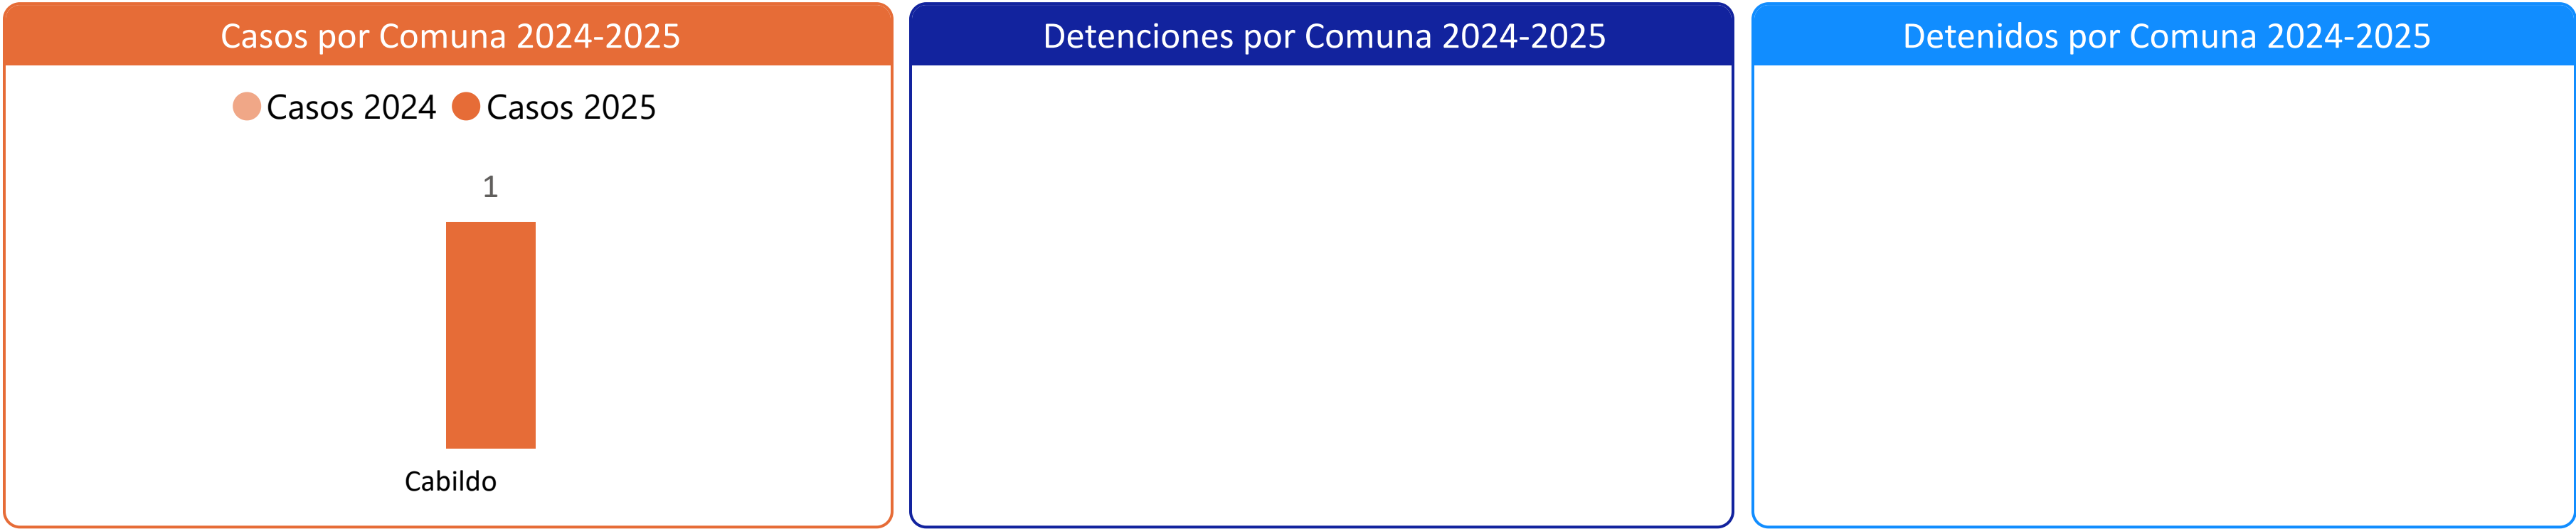 Casos por Comuna 2024-2025
Casos 2024 Casos 2025
1
Cabildo
Detenciones por Comuna 2024-2025
Detenidos por Comuna 2024-2025